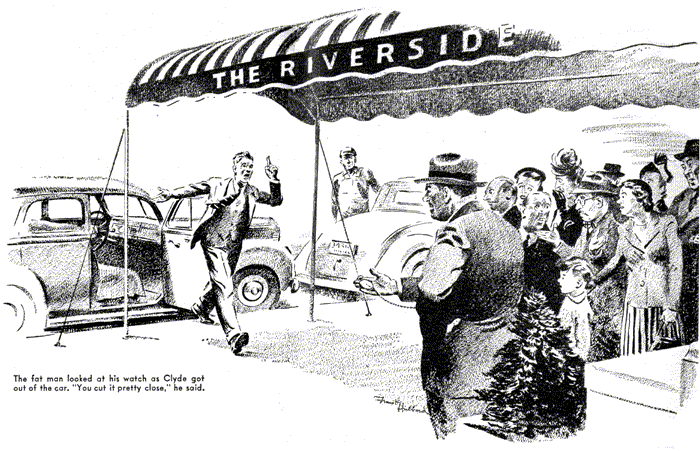 THE RIVERSIDE
The fat man looked at his watch as Clyde got
out of the car. "You cut it pretty close," he said.